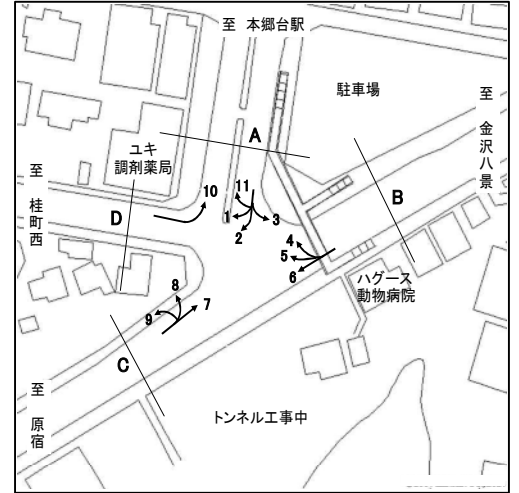 至 本郷台駅
駐車場
至 金沢八景
A
ユキ
調剤薬局
至 桂町西
B
10
11
D
1
2
3
4
5
6
ハグース
動物病院
8
7
9
C
至 原宿
トンネル工事中